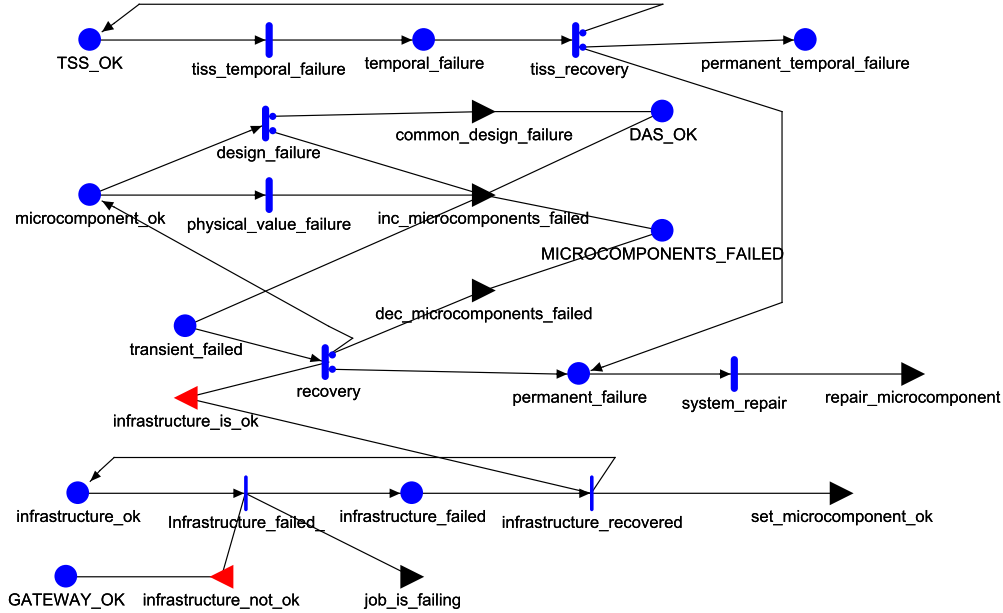 TSS_OK
tiss_temporal_failure
temporal_failure
tiss_recovery
permanent_temporal_failure
design_failure
common_design_failure
DAS_OK
microcomponent_ok
physical_value_failure
inc_microcomponents_failed
MICROCOMPONENTS_FAILED
dec_microcomponents_failed
transient_failed
recovery
permanent_failure
system_repair
repair_microcomponent
infrastructure_is_ok
infrastructure_ok
Infrastructure_failed_
infrastructure_failed
infrastructure_recovered
set_microcomponent_ok
GATEWAY_OK
infrastructure_not_ok
job_is_failing